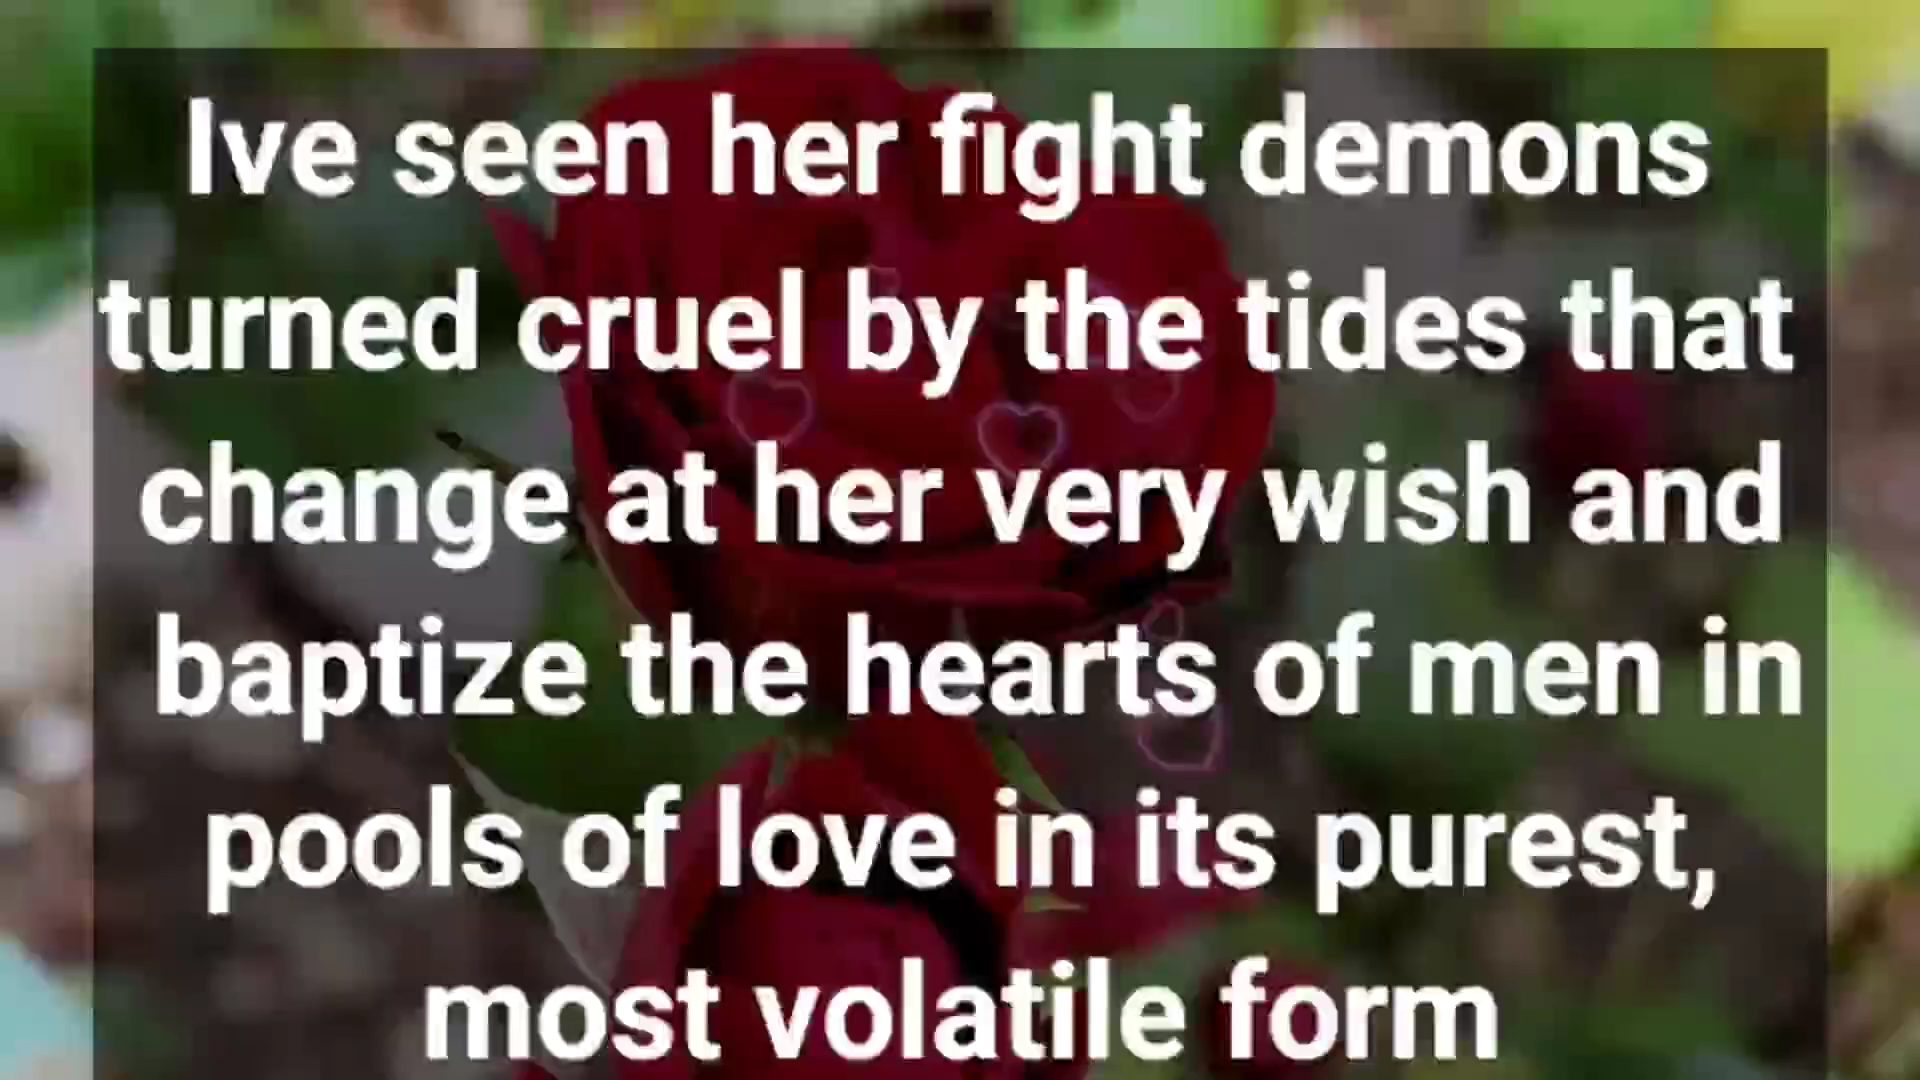 Ive seen her fight demons
turned cruel by the tides that
change at her very wish and
baptize the hearts of men in
pools of love in its purest,
most volatile form